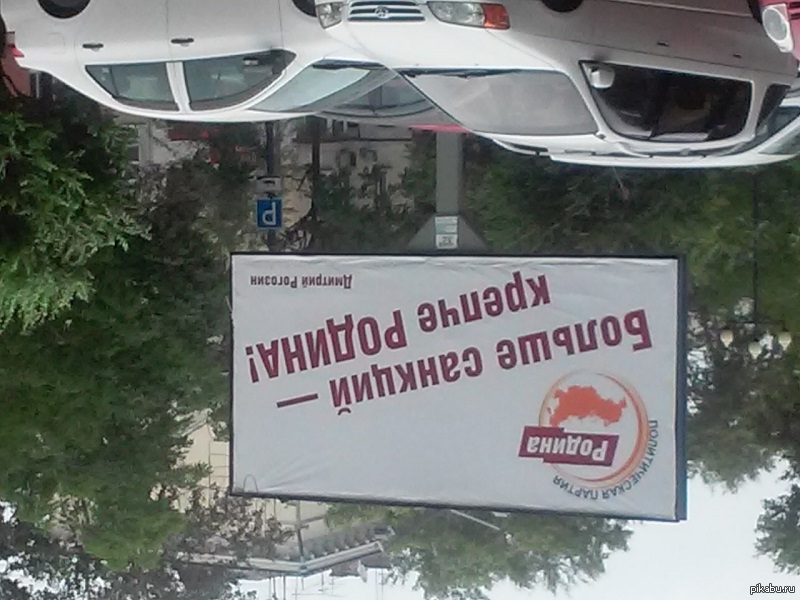 ПОЛИТИЧЕСКАЯ ПАРТИЯ
Родина
Больше санкций —
крепче РОДИНА!
Дмитрий Рогозин
P
pikabu.ru